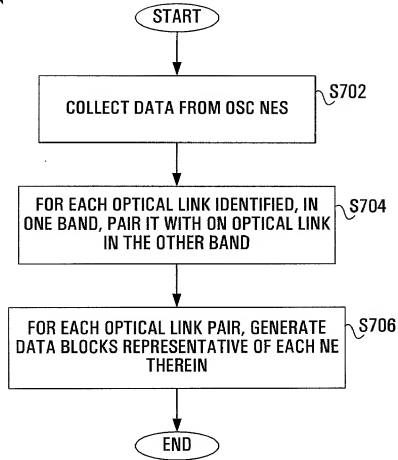 START
COLLECT DATA FROM OSC NES
S702
FOR EACH OPTICAL LINK IDENTIFIED, IN
ONE BAND, PAIR IT WITH ON OPTICAL LINK
IN THE OTHER BAND
S704
FOR EACH OPTICAL LINK PAIR, GENERATE
DATA BLOCKS REPRESENTATIVE OF EACH NE
THEREIN
S706
END